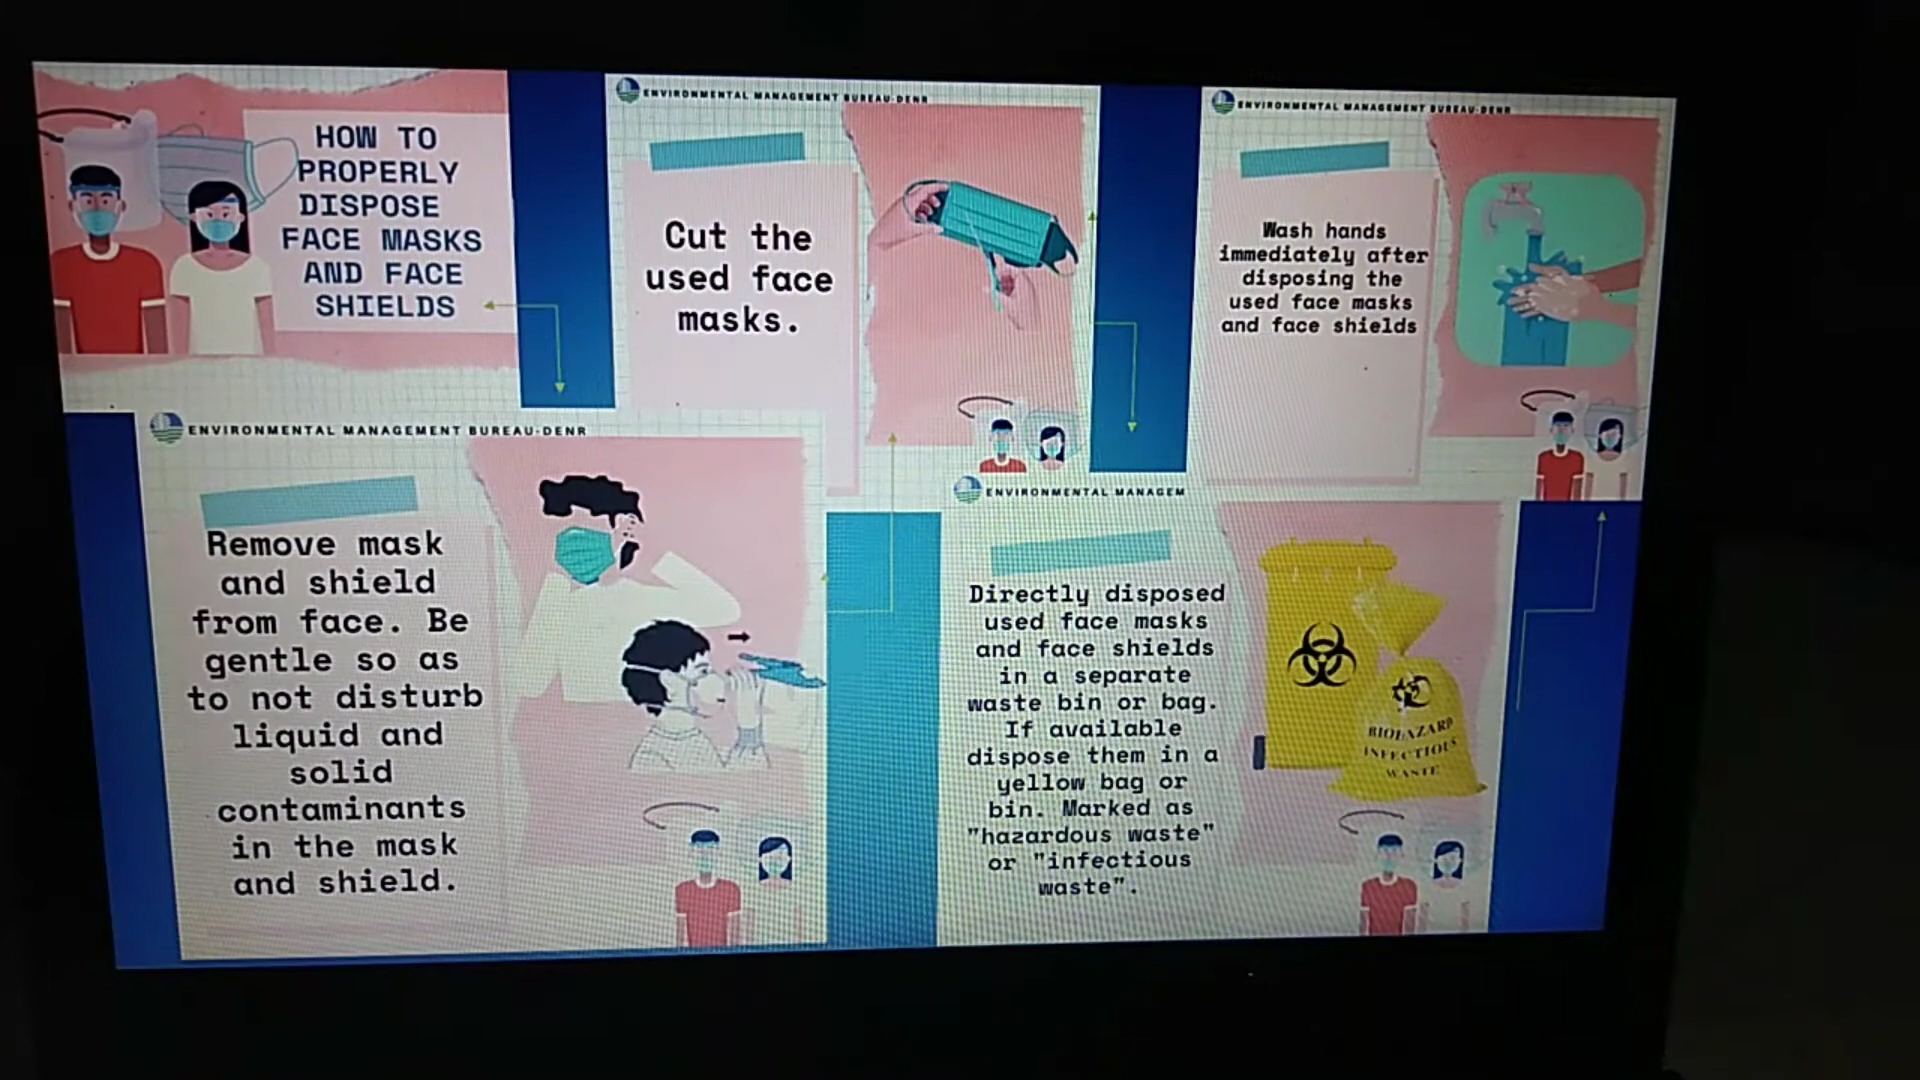 HOW TO
PROPERLY
DISPOSE
FACE MASKS
AND FACE
SHIELDS
ENVIRONMENTAL MANAGEMENT BUREAU-DENR
Remove mask
and shield
from face. Be
gentle so as
to not disturb
liquid and
solid
contaminants
in the mask
and shield.
ENVIRONMENTAL MANAGEMENT BUREAU-DENR
Cut the
used face
masks.
ENVIRONMENTAL MANAGEM
Directly disposed
used face masks
and face shields
in a separate
waste bin or bag.
If available
dispose them in a
yellow bag or
bin. Marked as
"hazardous waste"
or "infectious
waste".
BIOHAZARD
INFECTIOUS
WASTE
ENVIRONMENTAL MANAGEMENT BUREAU-DENR
Wash hands
immediately after
disposing the
used face masks
and face shields